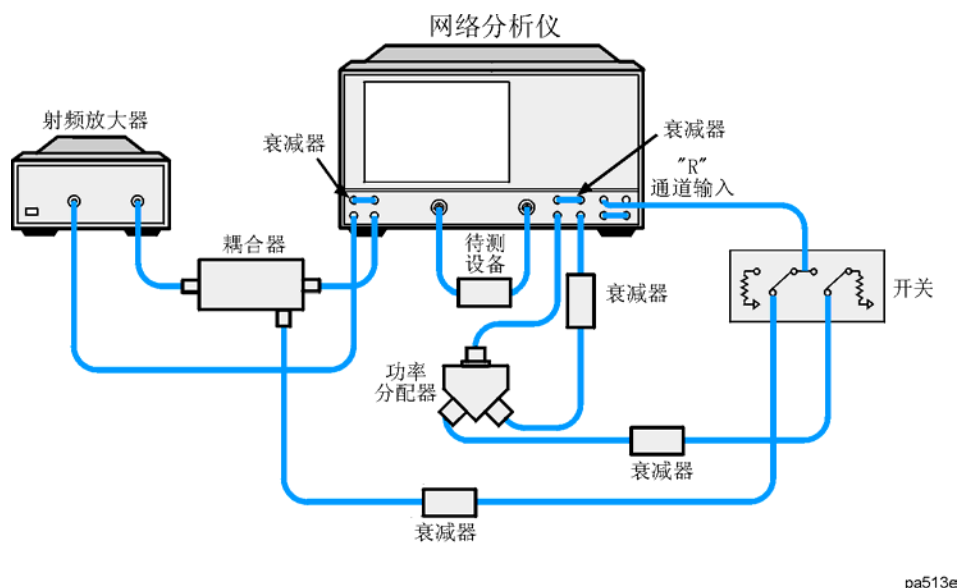 网络分析仪
射频放大器
衰减器
衰减器
"R"
通道输入
耦合器
待测
设备
衰减器
开关
功率
分配器
衰减器
衰减器
pa513e